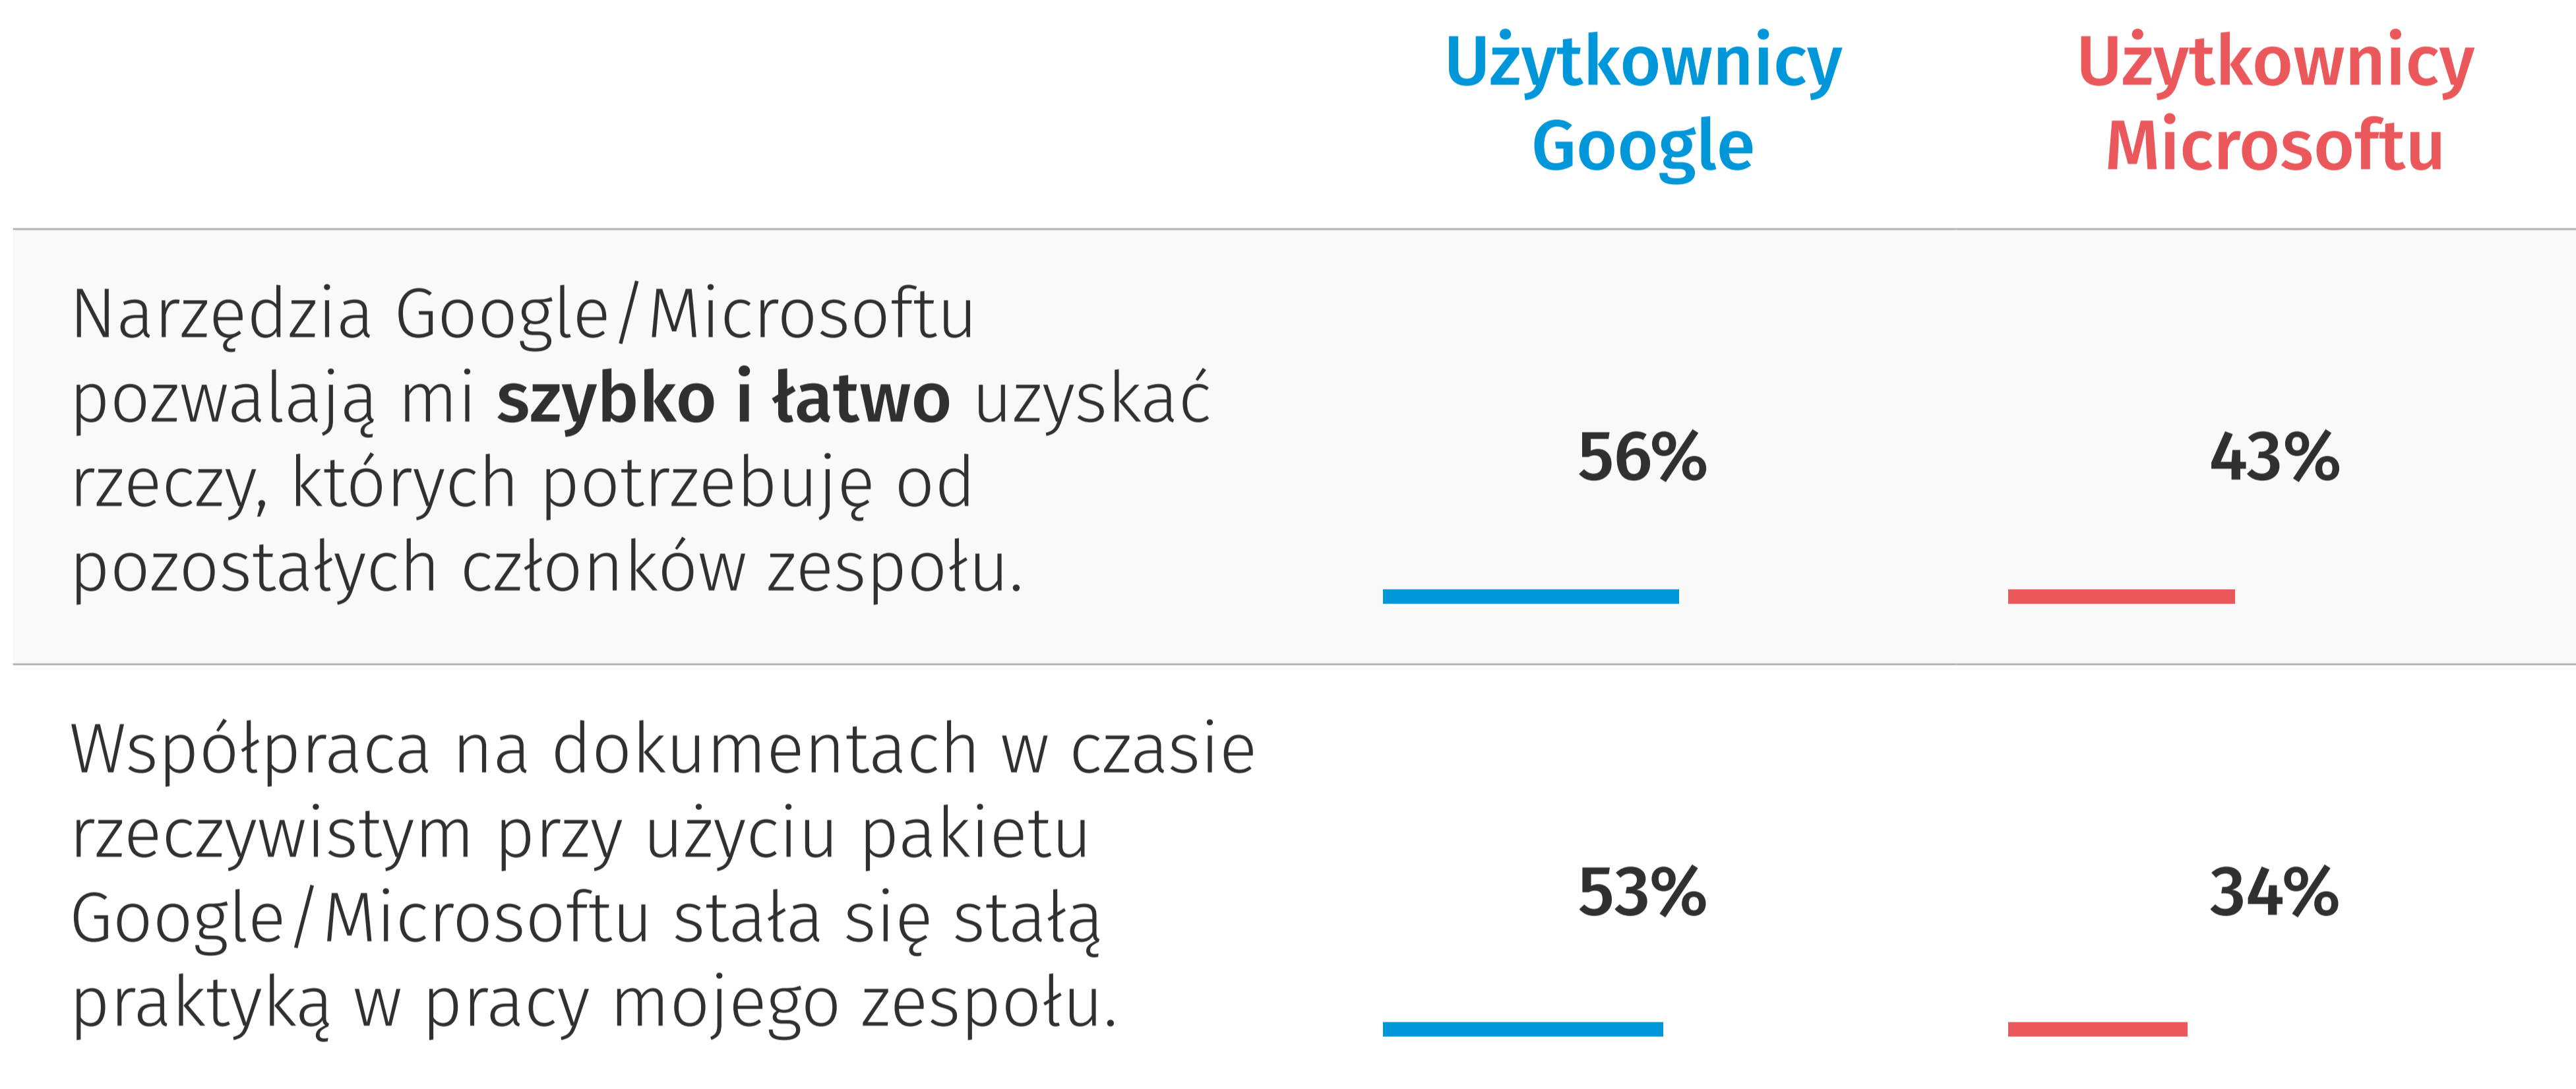 Użytkownicy
Google
Użytkownicy
Microsoftu
Narzędzia Google/Microsoftu
pozwalają mi szybko i łatwo uzyskać
rzeczy, których potrzebuję od
pozostałych członków zespołu.
56%
43%
Współpraca na dokumentach w czasie
rzeczywistym przy użyciu pakietu
Google/Microsoftu stała się stałą
praktyką w pracy mojego zespołu.
53%
34%